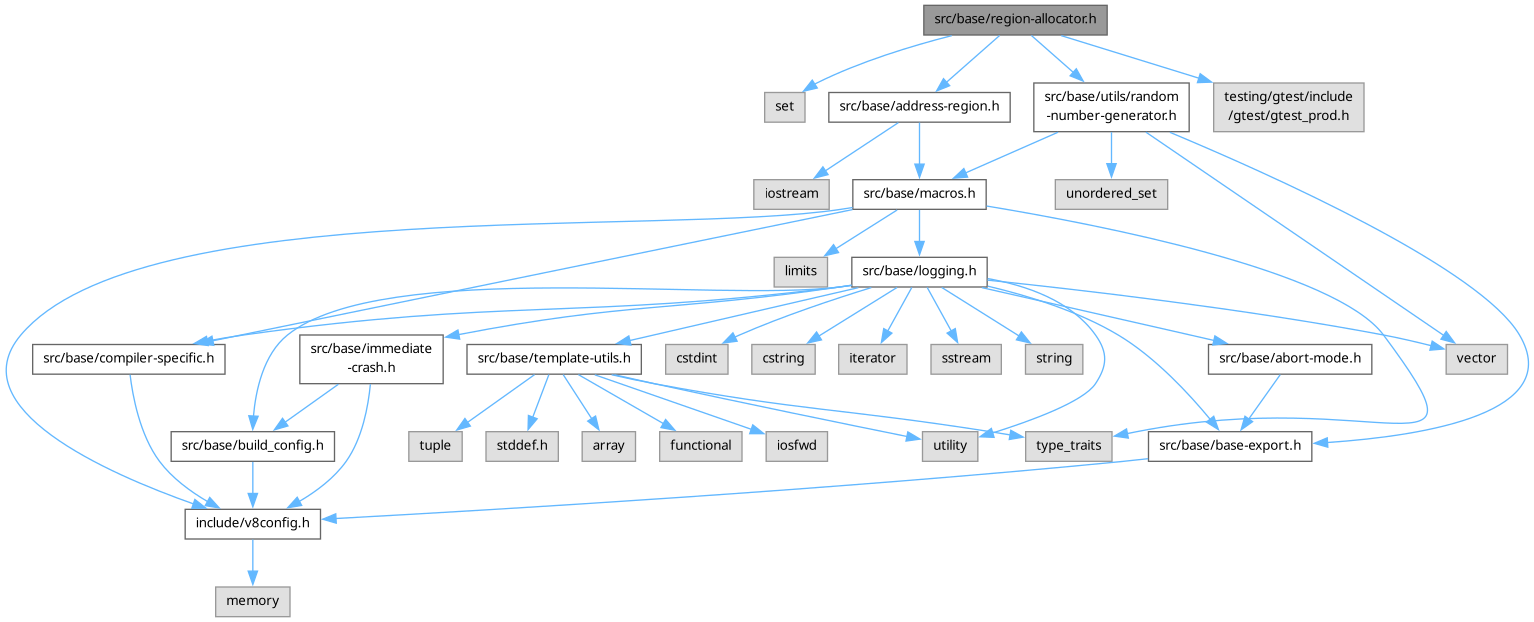 src/base/region-allocator.h
set
src/base/address-region.h
src/base/utils/random
-number-generator.h
testing/gtest/include
/gtest/gtest_prod.h
iostream
src/base/macros.h
unordered_set
limits
src/base/logging.h
src/base/compiler-specific.h
src/base/immediate
-crash.h
src/base/template-utils.h
cstdint
cstring
iterator
sstream
string
src/base/abort-mode.h
vector
src/base/build_config.h
tuple
stddef.h
array
functional
iosfwd
utility
type_traits
src/base/base-export.h
include/v8config.h
memory